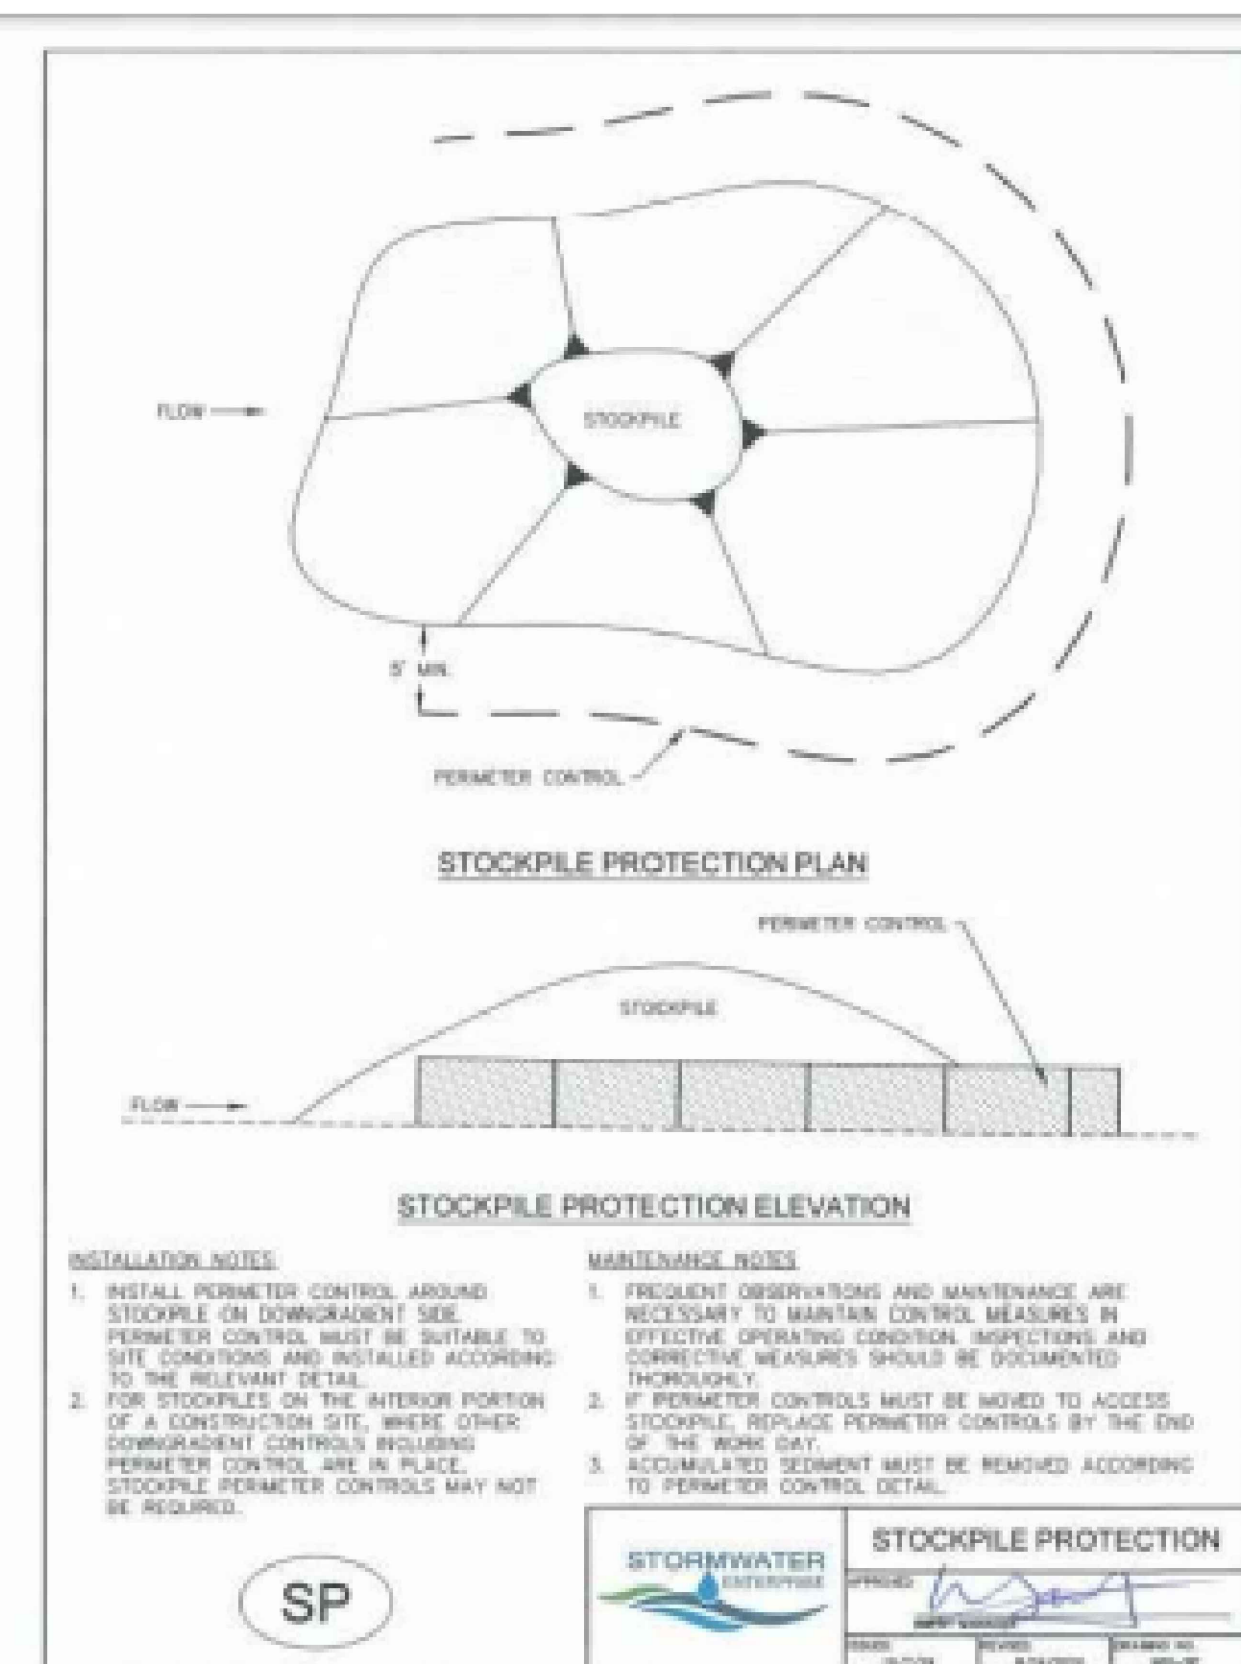 FLOW
STOCKPILE
5' MIN.
PERIMETER CONTROL
STOCKPILE PROTECTION PLAN
PERIMETER CONTROL
STOCKPILE
FLOW
STOCKPILE PROTECTION ELEVATION
INSTALLATION NOTES
1. INSTALL PERIMETER CONTROL AROUND
STOCKPILE ON DOWNGRADIENT SIDE.
PERIMETER CONTROL MUST BE SUITABLE TO
SITE CONDITIONS AND INSTALLED ACCORDING
TO THE RELEVANT DETAIL.
2. FOR STOCKPILES ON THE INTERIOR PORTION
OF A CONSTRUCTION SITE, WHERE OTHER
DOWNGRADIENT CONTROLS INCLUDING
PERIMETER CONTROL ARE IN PLACE,
STOCKPILE PERIMETER CONTROLS MAY NOT
BE REQUIRED.
MAINTENANCE NOTES
1. FREQUENT OBSERVATIONS AND MAINTENANCE ARE
NECESSARY TO MAINTAIN CONTROL MEASURES IN
EFFECTIVE OPERATING CONDITION. INSPECTIONS AND
CORRECTIVE MEASURES SHOULD BE DOCUMENTED
THOROUGHLY.
2. IF PERIMETER CONTROLS MUST BE MOVED TO ACCESS
STOCKPILE, REPLACE PERIMETER CONTROLS BY THE END
OF THE WORK DAY.
3. ACCUMULATED SEDIMENT MUST BE REMOVED ACCORDING
TO PERIMETER CONTROL DETAIL.
SP
STORMWATER
ENTERPRISE
STOCKPILE PROTECTION
APPROVED:
MANAGER
ISSUED:
REVISED:
DRAWING NO.